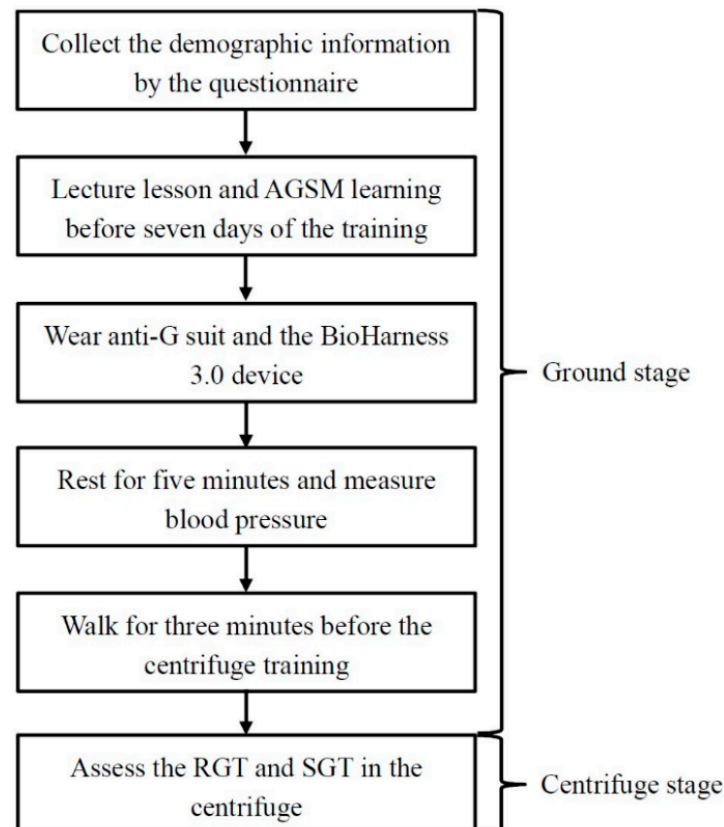 Collect the demographic information
by the questionnaire
Lecture lesson and AGSM learning
before seven days of the training
Wear anti-G suit and the BioHarness
3.0 device
Ground stage
Rest for five minutes and measure
blood pressure
Walk for three minutes before the
centrifuge training
Assess the RGT and SGT in the
centrifuge
Centrifuge stage